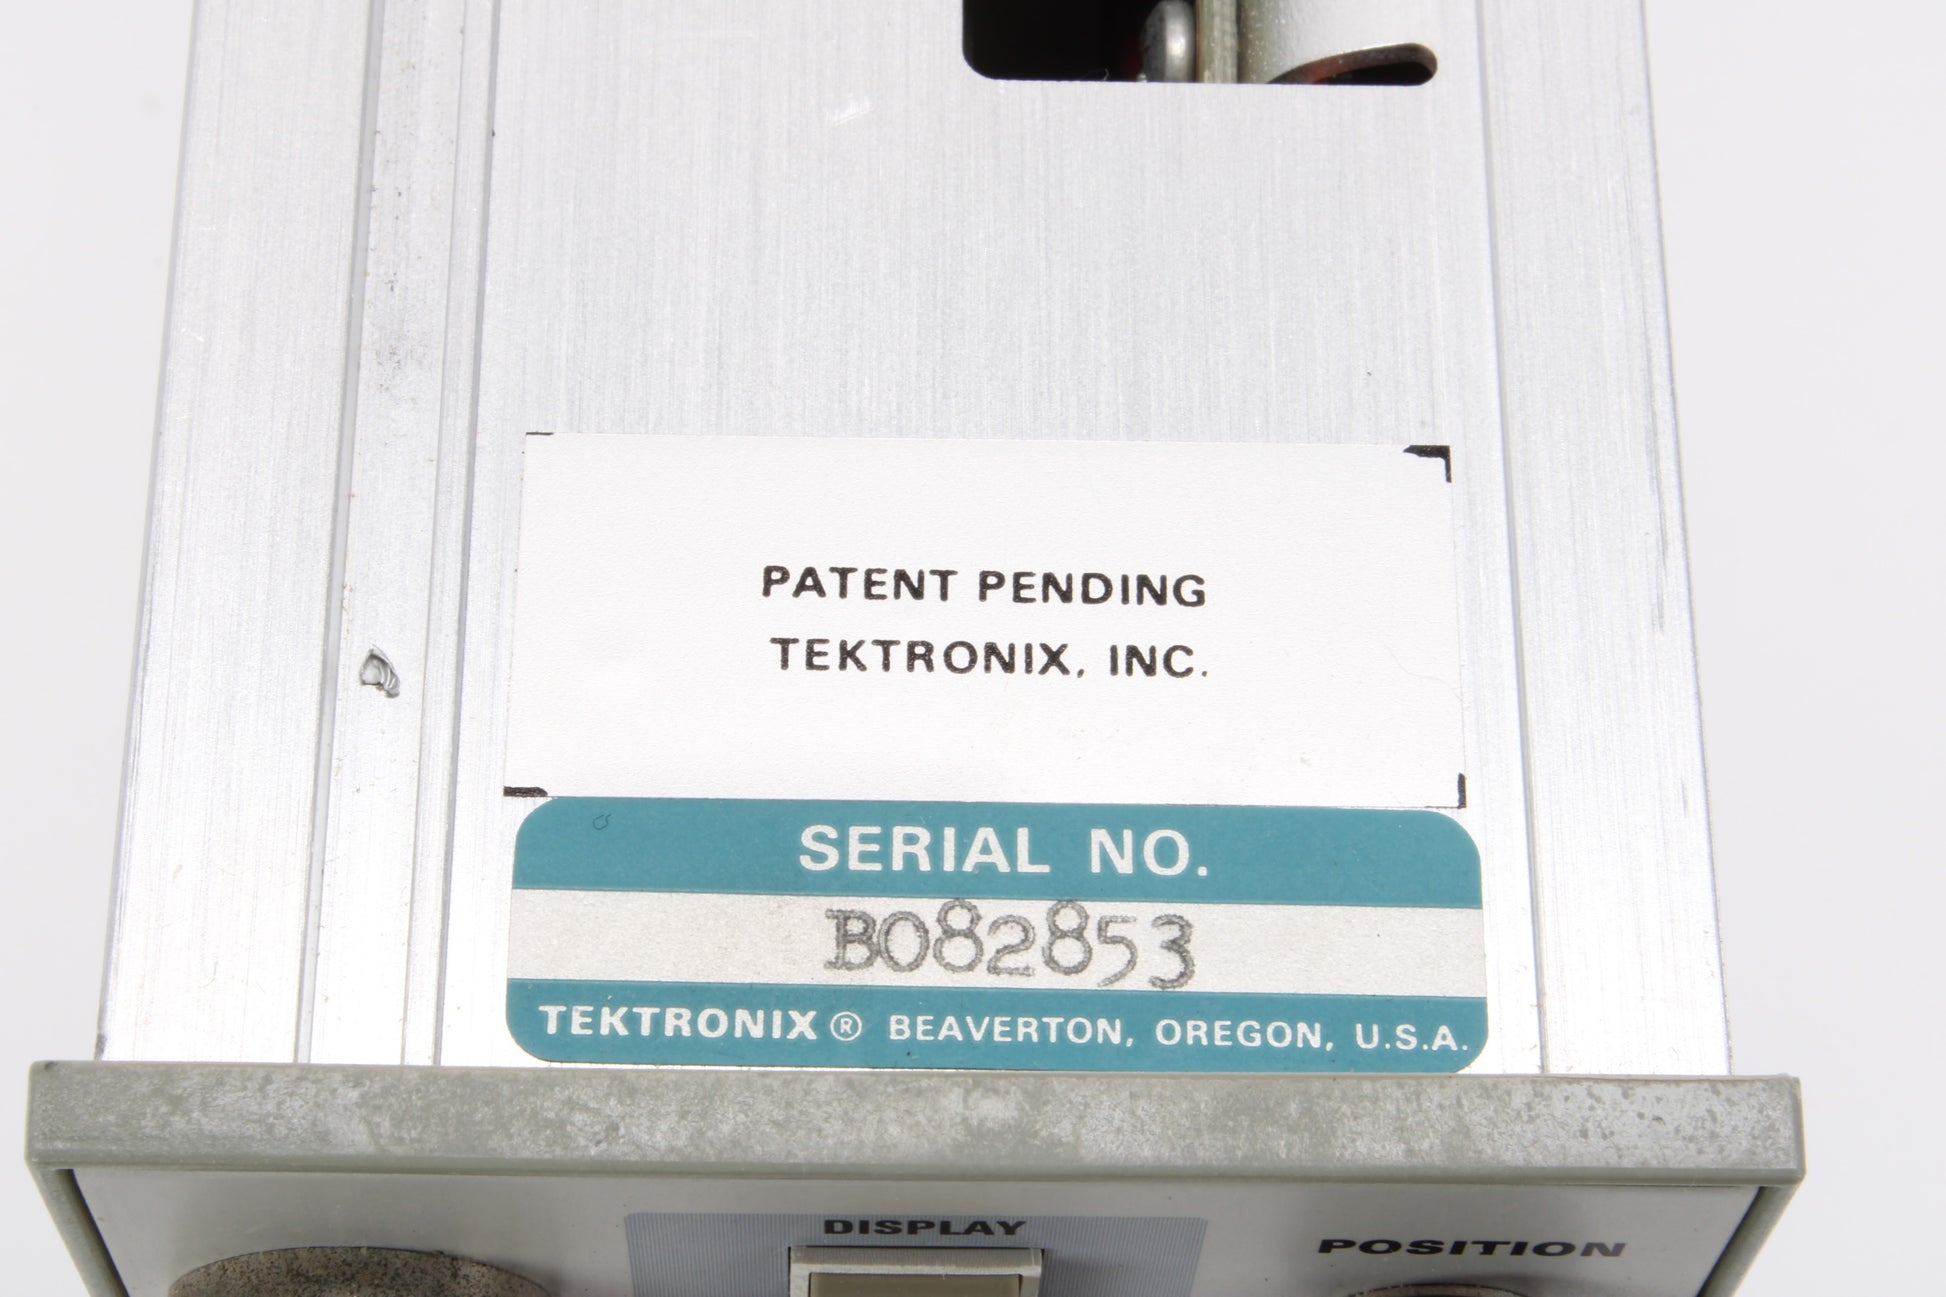 PATENT PENDING
TEKTRONIX, INC.
SERIAL NO.
B082853
TEKTRONIX® BEAVERTON, OREGON, U.S.A.
DISPLAY
POSITION